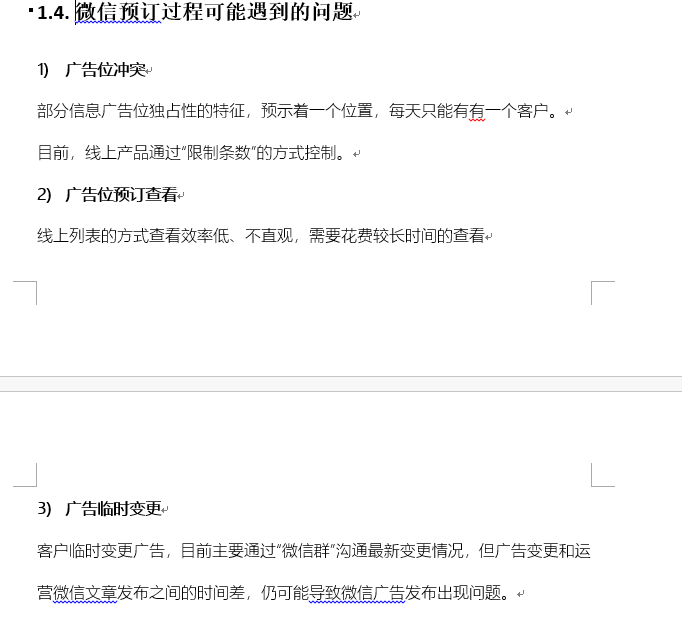 1.4. 微信预订过程可能遇到的问题
1) 广告位冲突
部分信息广告位独占性的特征，预示着一个位置，每天只能有有一个客户。
目前，线上产品通过“限制条数”的方式控制。
2) 广告位预订查看
线上列表的方式查看效率低、不直观，需要花费较长时间的查看
3) 广告临时变更
客户临时变更广告，目前主要通过“微信群”沟通最新变更情况，但广告变更和运
营微信文章发布之间的时间差，仍可能导致微信广告发布出现问题。